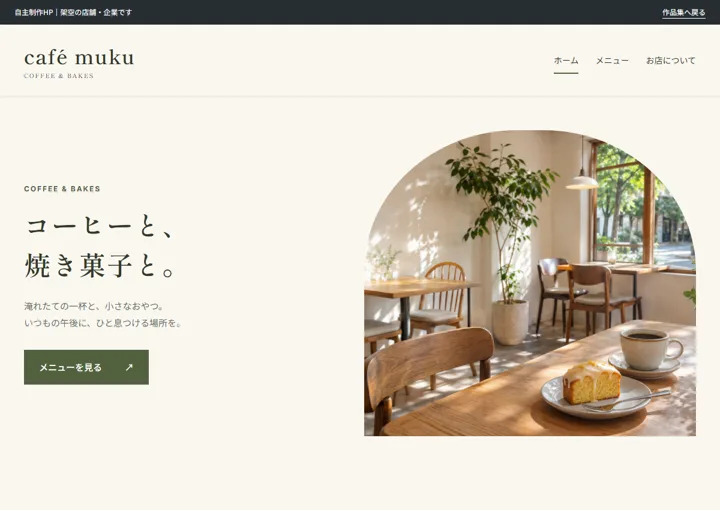 自主制作HP｜架空の店舗・企業です
作品集へ戻る
café muku
COFFEE & BAKES
ホーム
メニュー
お店について
COFFEE & BAKES
コーヒーと、
焼き菓子と。
淹れたての一杯と、小さなおやつ。
いつもの午後に、ひと息つける場所を。
メニューを見る ↗